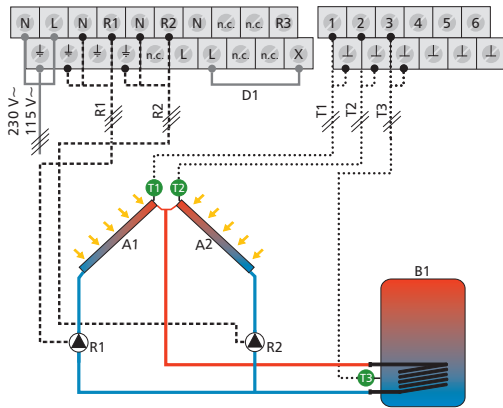 N L N R1 N R2 N n.c. n.c. R3
n.c. L L n.c. X
1 2 3 4 5 6
D1
230 V~
115 V~
R1
R2
T1
T2
T3
T1 T2
A1 A2
B1
R1 R2
T3